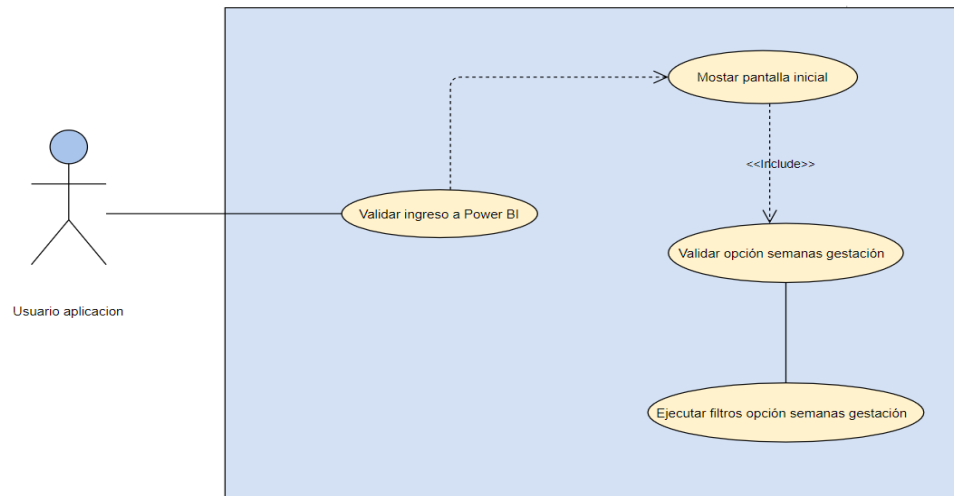 Mostar pantalla inicial
<<Include>>
Validar ingreso a Power BI
Validar opción semanas gestación
Usuario aplicacion
Ejecutar filtros opción semanas gestación